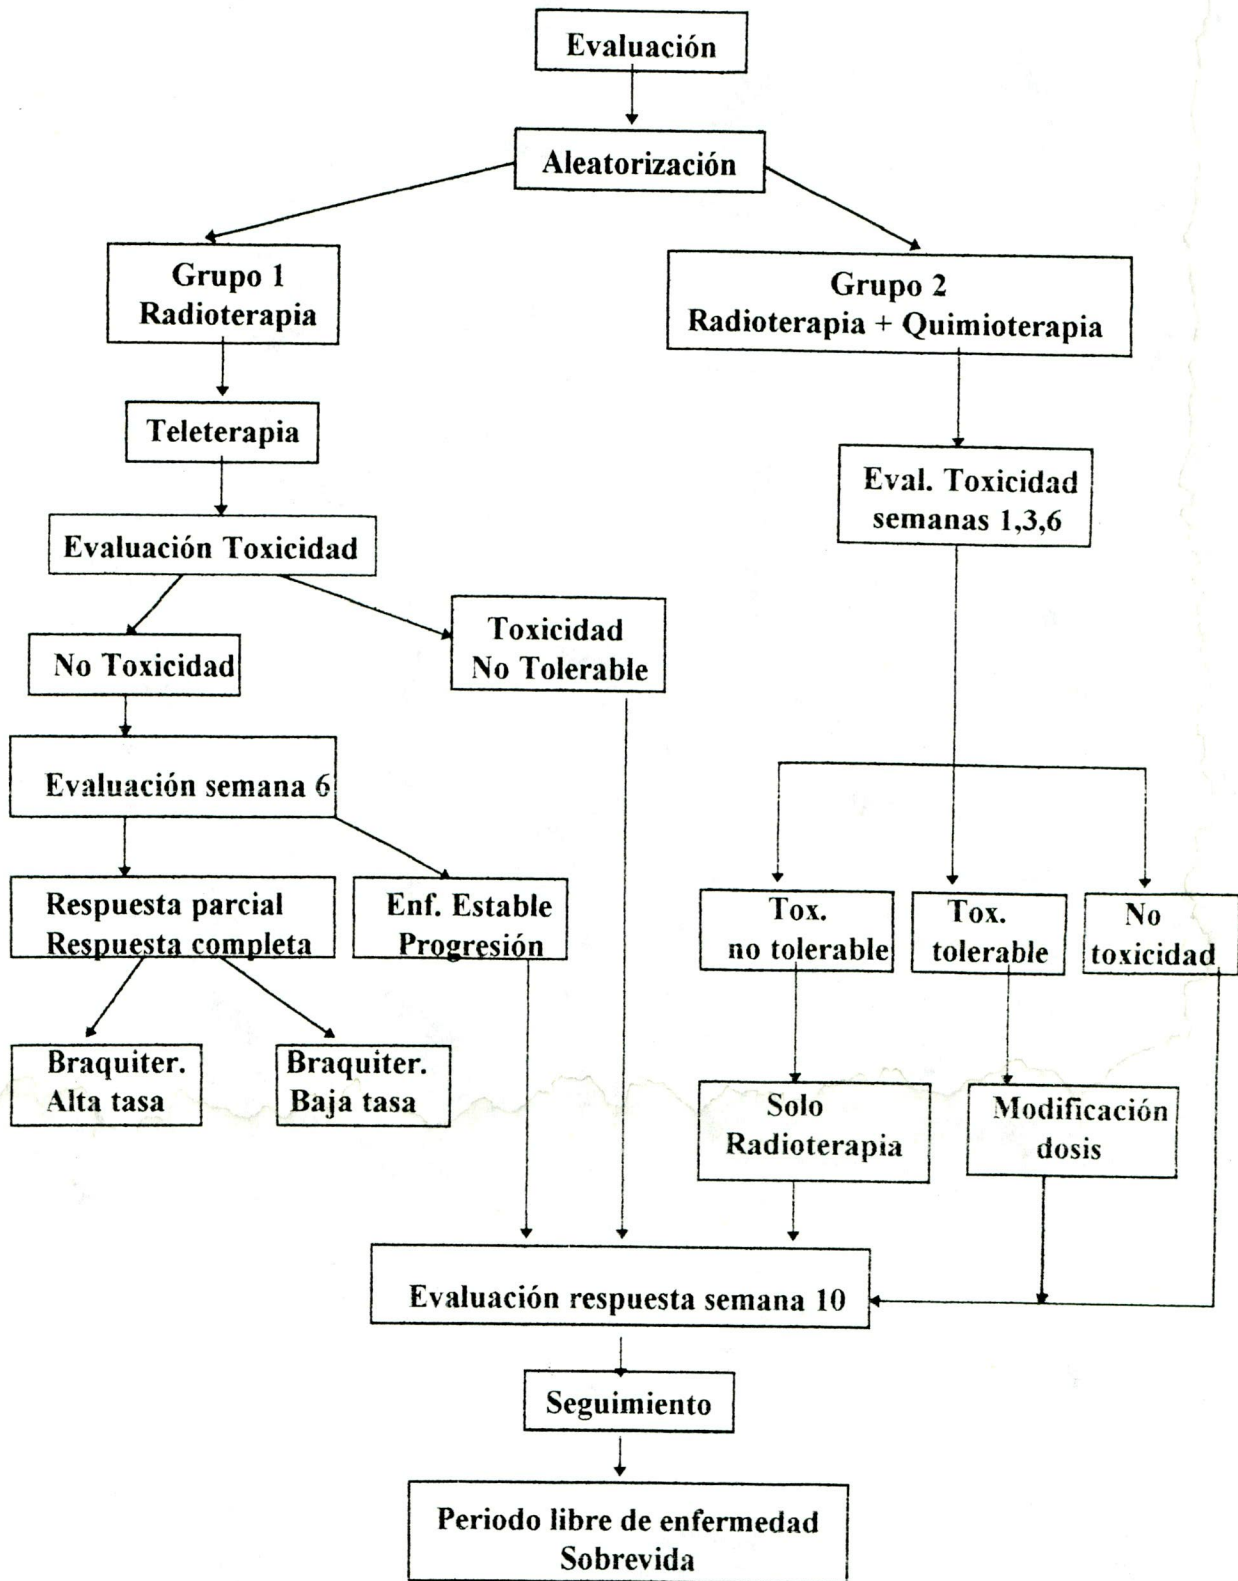 Evaluación
Aleatorización
Grupo 1
Radioterapia
Grupo 2
Radioterapia + Quimioterapia
Teleterapia
Eval. Toxicidad
semanas 1,3,6
Evaluación Toxicidad
No Toxicidad
Toxicidad
No Tolerable
Evaluación semana 6
Respuesta parcial
Respuesta completa
Enf. Estable
Progresión
Tox.
no tolerable
Tox.
tolerable
No
toxicidad
Braquiter.
Alta tasa
Braquiter.
Baja tasa
Solo
Radioterapia
Modificación
dosis
Evaluación respuesta semana 10
Seguimiento
Periodo libre de enfermedad
Sobrevida